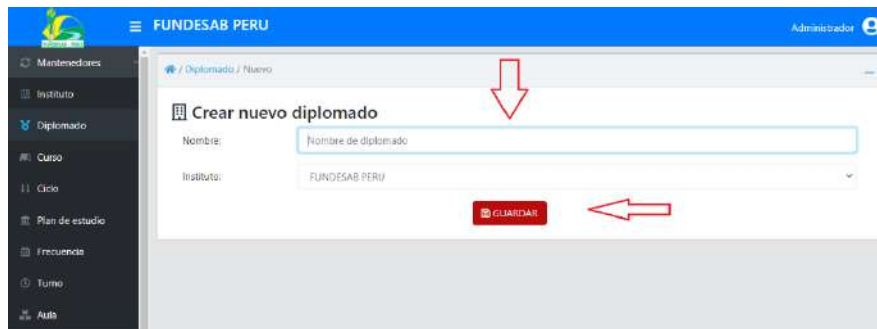 FUNDESAB PERU
Administrador
Mantenedores
/ Diplomado / Nuevo
Instituto
Crear nuevo diplomado
Diplomado
Nombre:
Nombre de diplomado
Curso
Instituto:
FUNDESAB PERU
Ciclo
GUARDAR
Plan de estudio
Frecuencia
Turno
Aula